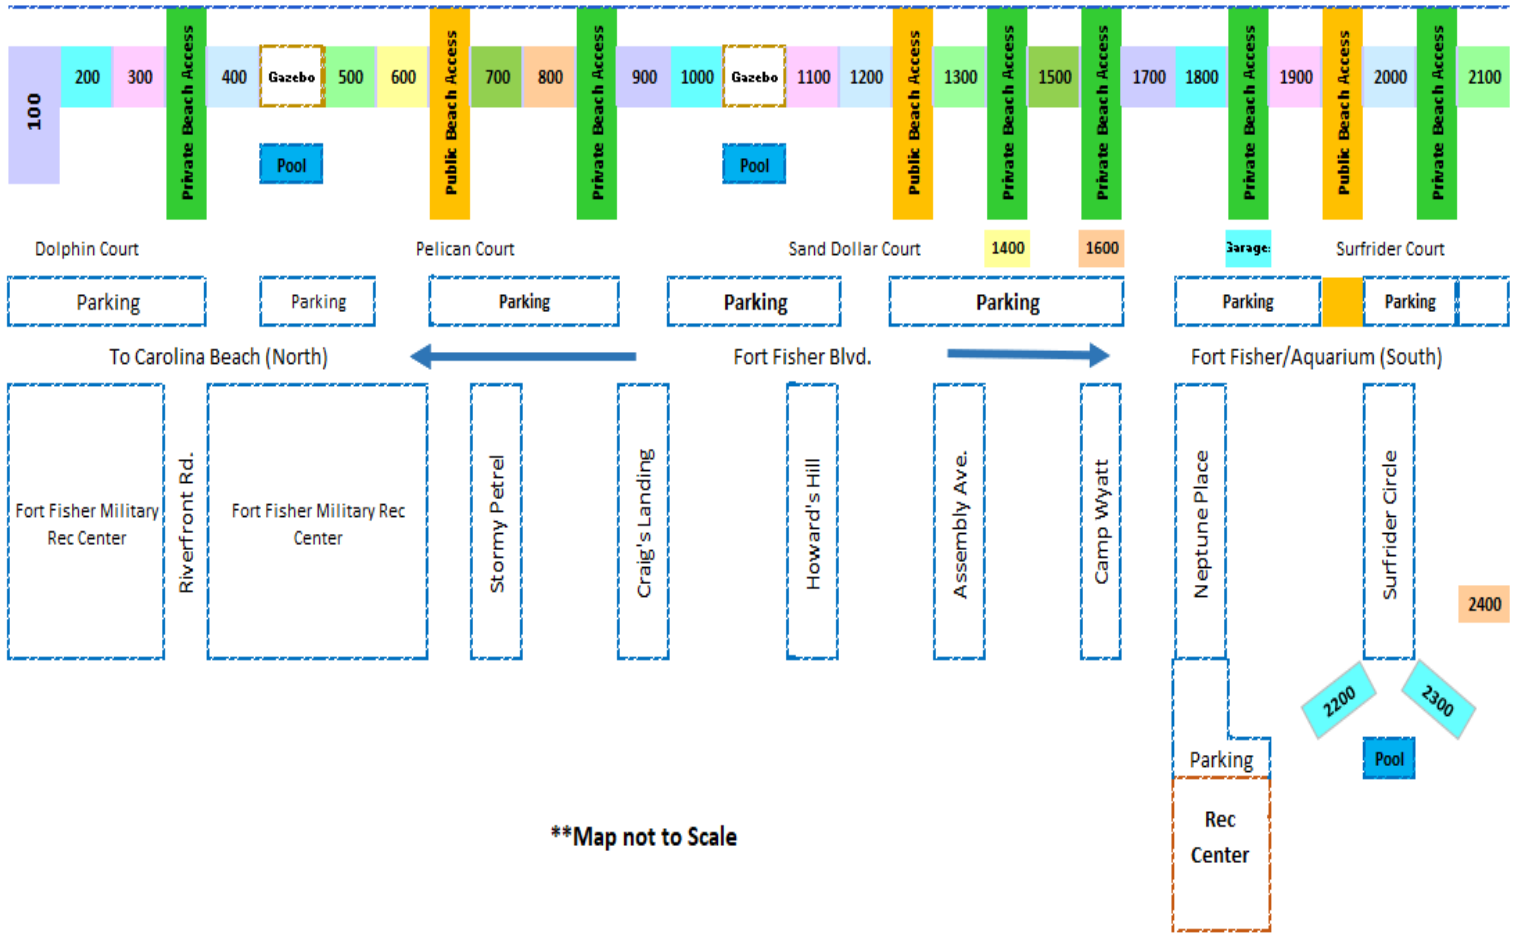 100
200
300
Private Beach Access
400
Gazebo
500
600
Public Beach Access
700
800
Private Beach Access
900
1000
Gazebo
1100
1200
Public Beach Access
1300
Private Beach Access
1500
Private Beach Access
1700
1800
Private Beach Access
1900
Public Beach Access
2000
Private Beach Access
2100
Pool
Pool
Dolphin Court
Pelican Court
Sand Dollar Court
1400
1600
Garage:
Surfrider Court
Parking
Parking
Parking
Parking
Parking
Parking
Parking
To Carolina Beach (North)
Fort Fisher Blvd.
Fort Fisher/Aquarium (South)
Fort Fisher Military
Rec Center
Riverfront Rd.
Fort Fisher Military Rec
Center
Stormy Petrel
Craig's Landing
Howard's Hill
Assembly Ave.
Camp Wyatt
Neptune Place
Surfrider Circle
2400
2200
2300
Parking
Pool
Rec
Center
**Map not to Scale